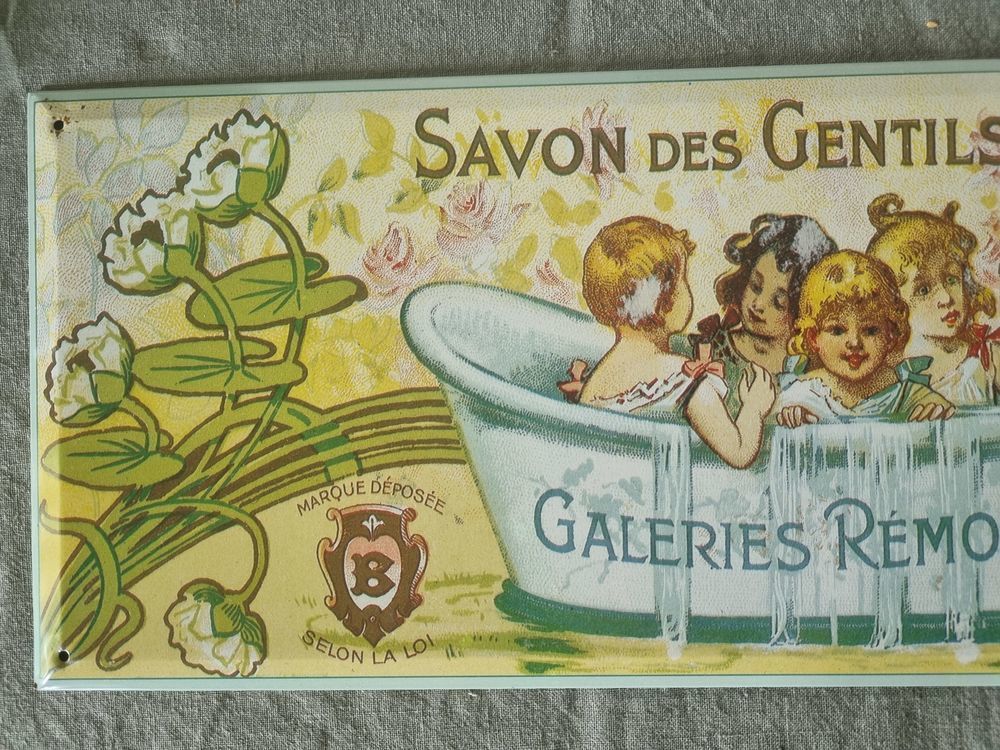 SAVON DES GENTILS
GALERIES RÉMO
MARQUE DÉPOSÉE
B
SELON LA LOI